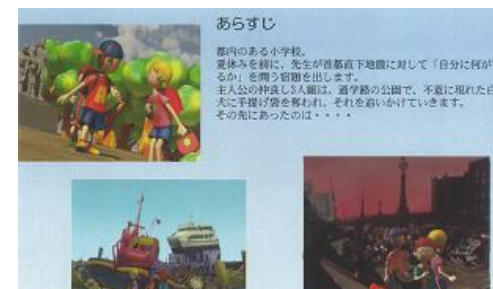 あらすじ
都内のある小学校。
夏休みを前に、先生が首都直下地震に対して「自分に何が
るか」を問う宿題を出します。
主人公の仲良し3人組は、通学路の公園で、不意に現れた白
犬に手提げ袋を奪われ、それを追いかけていきます。
その先にあったのは・・・・